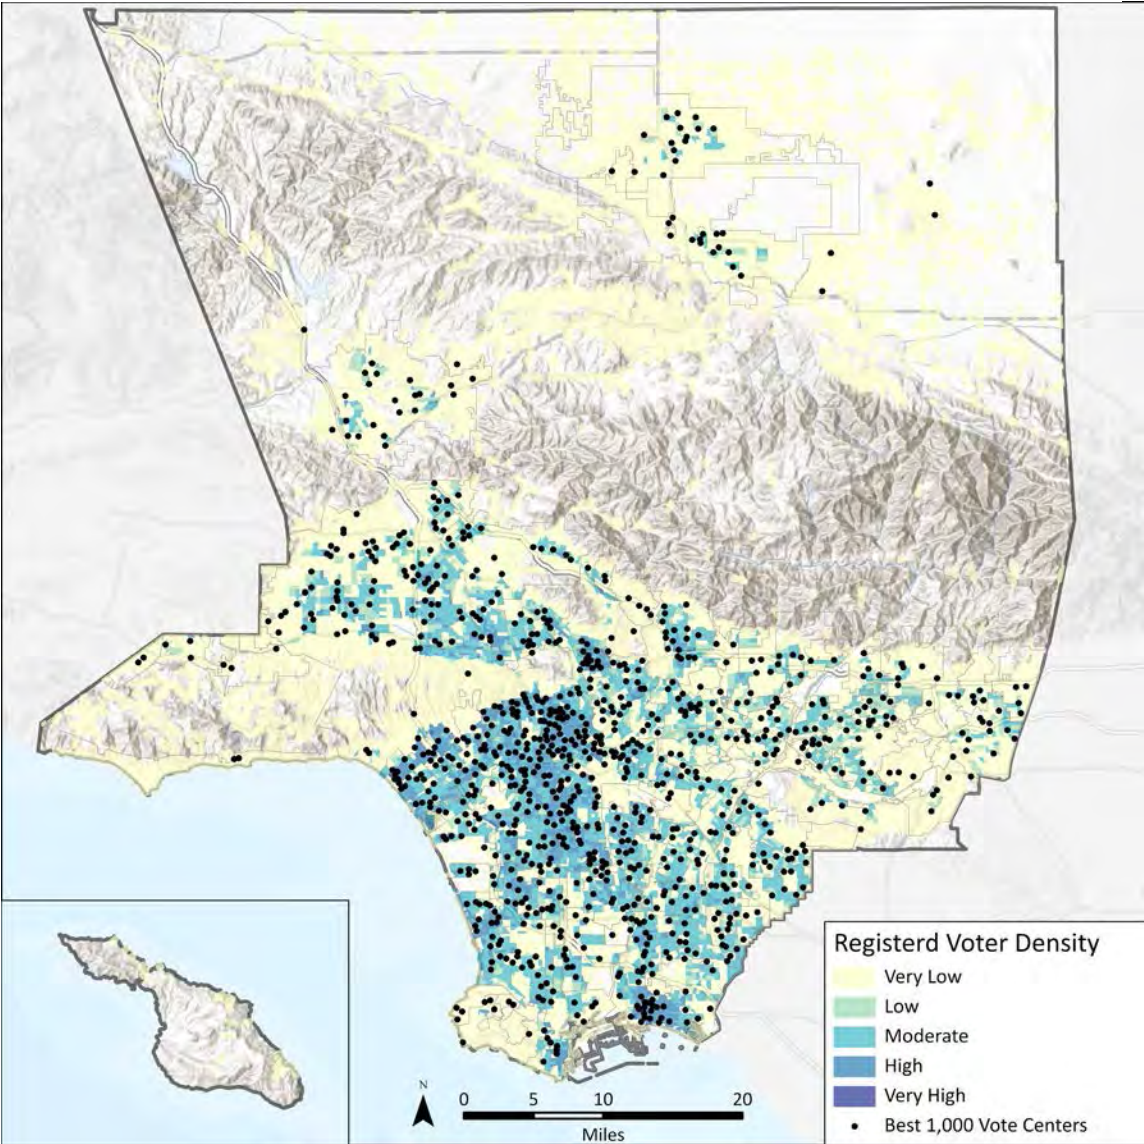 Registerd Voter Density
Very Low
Low
Moderate
High
Very High
Best 1,000 Vote Centers
N
0 5 10 20
Miles